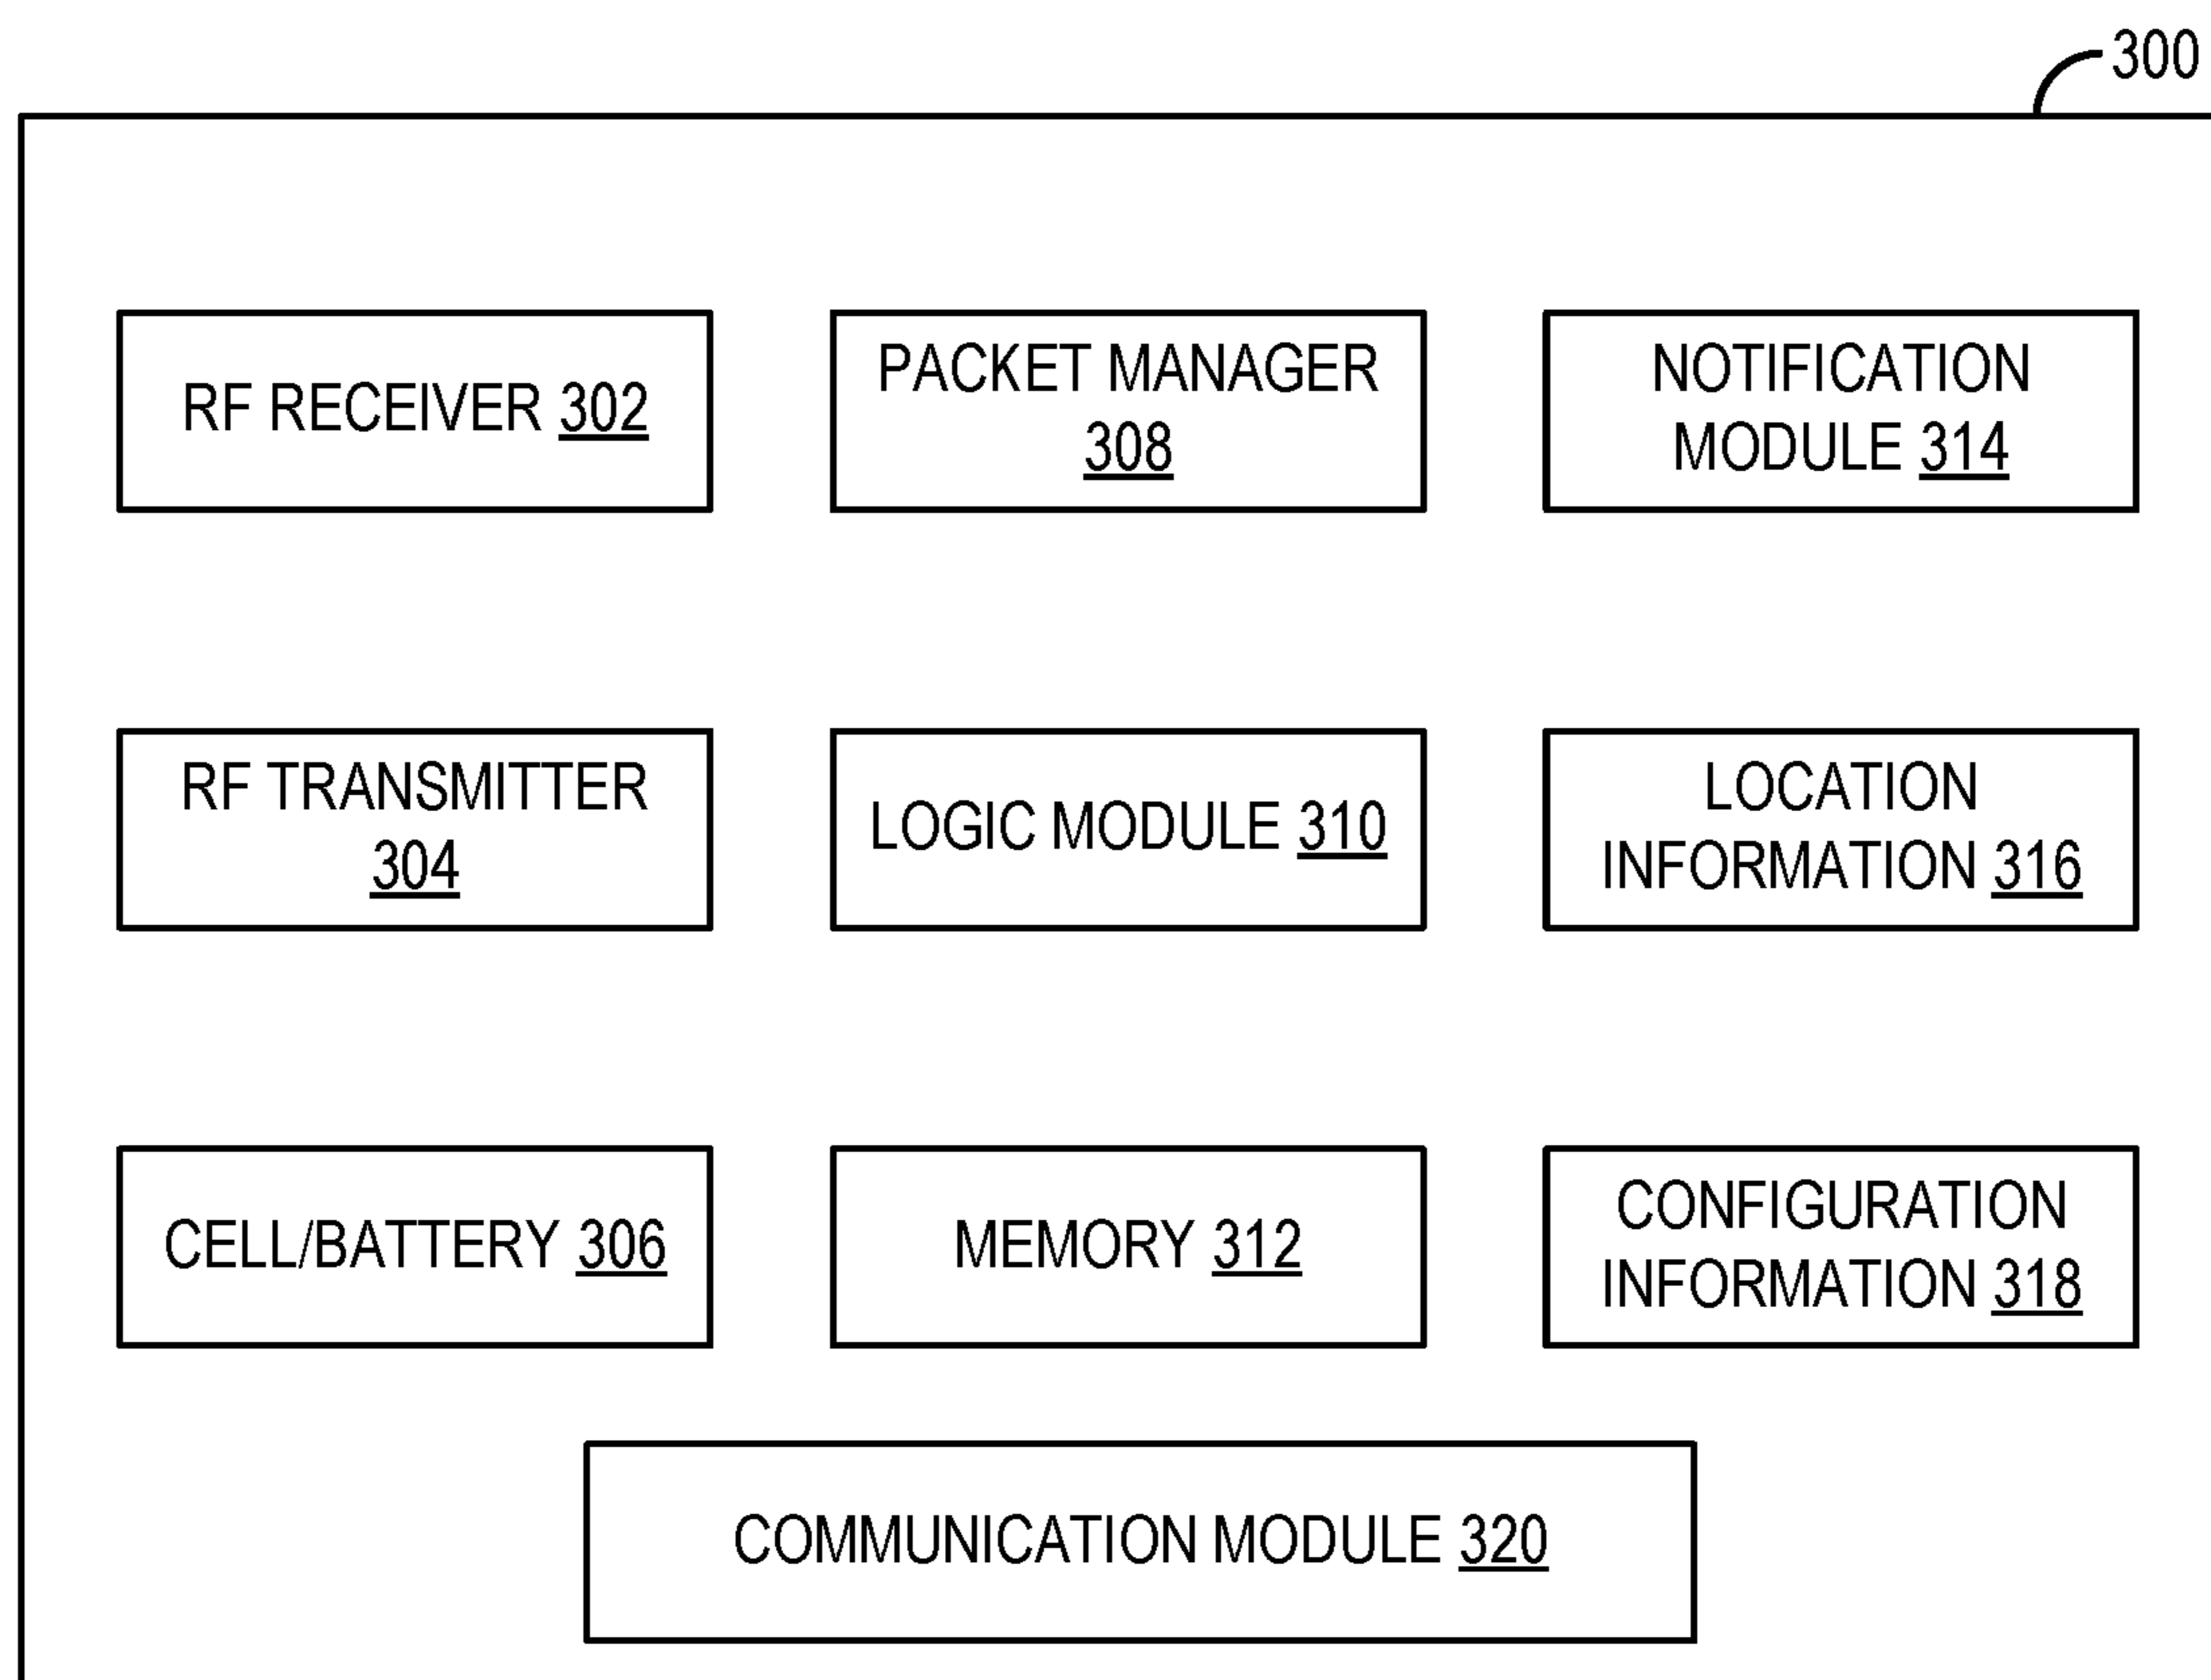 300
RF RECEIVER 302
PACKET MANAGER
308
NOTIFICATION
MODULE 314
RF TRANSMITTER
304
LOGIC MODULE 310
LOCATION
INFORMATION 316
CELL/BATTERY 306
MEMORY 312
CONFIGURATION
INFORMATION 318
COMMUNICATION MODULE 320